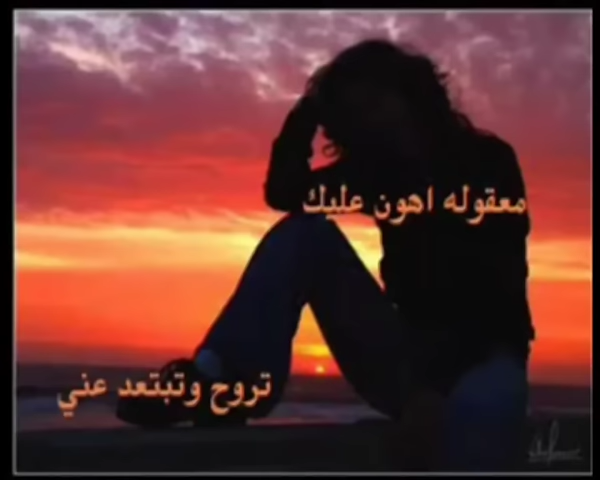 معقوله اهون عليك
تروح وتبتعد عني